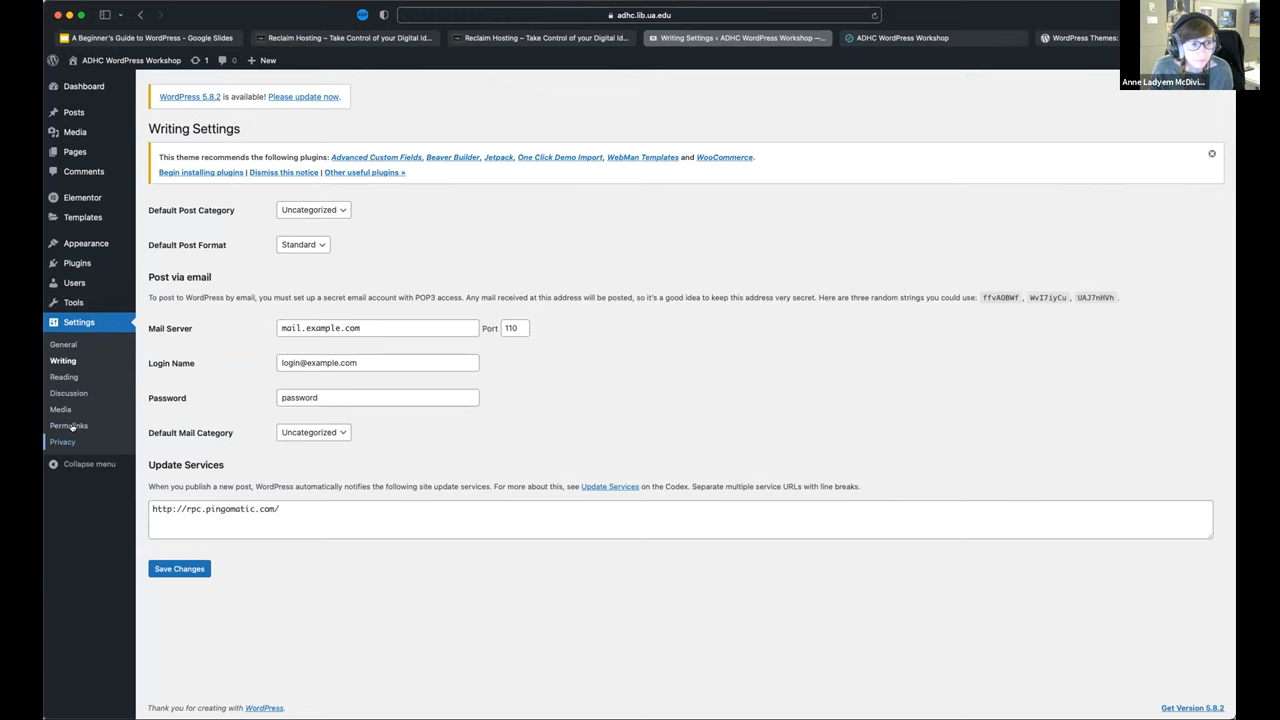 adhc.lib.ua.edu
A Beginner's Guide to WordPress – Google Slides
Reclaim Hosting – Take Control of your Digital Id...
Reclaim Hosting – Take Control of your Digital Id...
Writing Settings ‹ ADHC WordPress Workshop —...
ADHC WordPress Workshop
WordPress Themes:
Anne Ladyem McDivi...
ADHC WordPress Workshop 1 0 New
Dashboard
Posts
Media
Pages
Comments
Elementor
Templates
Appearance
Plugins
Users
Tools
Settings
General
Writing
Reading
Discussion
Media
Permalinks
Privacy
Collapse menu
WordPress 5.8.2 is available! Please update now.
Writing Settings
This theme recommends the following plugins: Advanced Custom Fields, Beaver Builder, Jetpack, One Click Demo Import, WebMan Templates and WooCommerce.
Begin installing plugins | Dismiss this notice | Other useful plugins »
Default Post Category Uncategorized
Default Post Format Standard
Post via email
To post to WordPress by email, you must set up a secret email account with POP3 access. Any mail received at this address will be posted, so it's a good idea to keep this address very secret. Here are three random strings you could use: ffvAOBWf , WvI7iyCu , UAJ7nHVh .
Mail Server mail.example.com Port 110
Login Name login@example.com
Password password
Default Mail Category Uncategorized
Update Services
When you publish a new post, WordPress automatically notifies the following site update services. For more about this, see Update Services on the Codex. Separate multiple service URLs with line breaks.
http://rpc.pingomatic.com/
Save Changes
Thank you for creating with WordPress.
Get Version 5.8.2